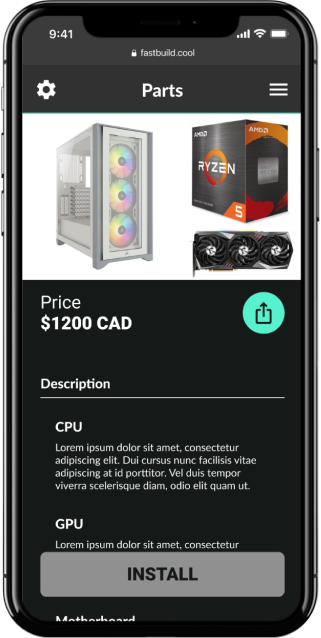 9:41
fastbuild.cool
Parts
AMD
AMD
RYZEN
5
Price
$1200 CAD
Description
CPU
Lorem ipsum dolor sit amet, consectetur
adipiscing elit. Dui cursus nunc facilisis vitae
adipiscing at id porttitor. Vel duis tempor
viverra scelerisque diam, odio elit quam ut.
GPU
Lorem ipsum dolor sit amet, consectetur
INSTALL
Motherboard